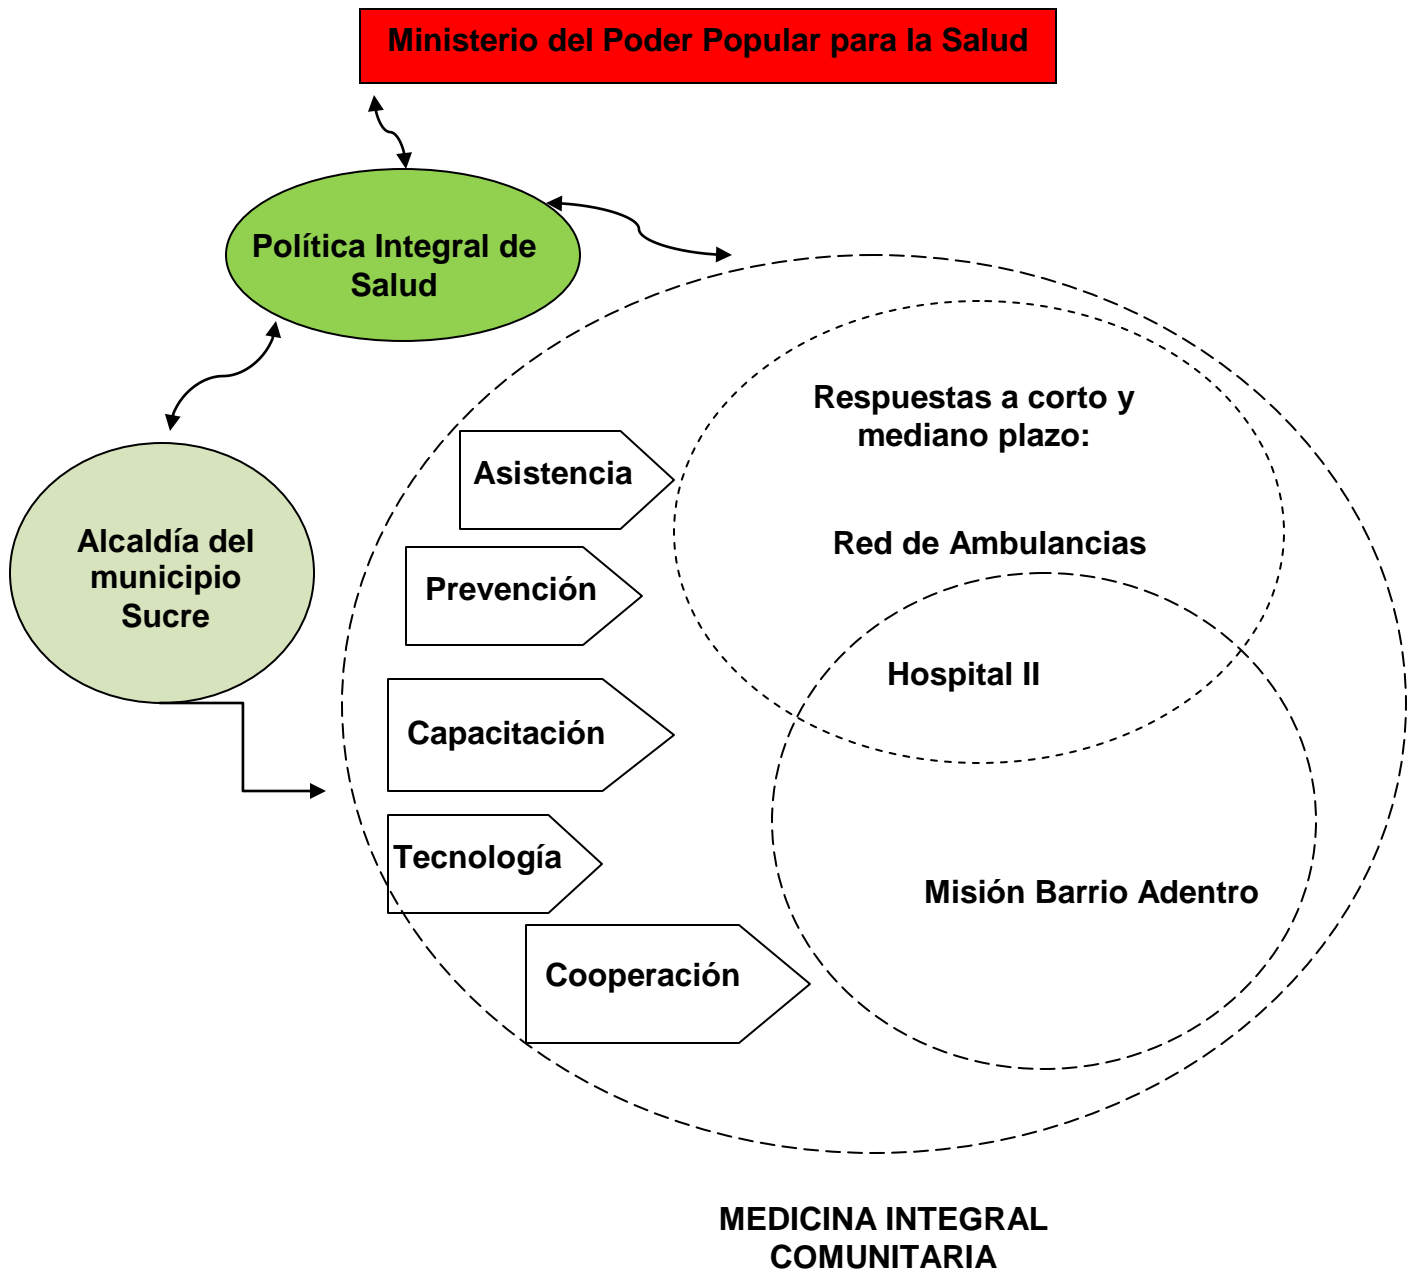 Ministerio del Poder Popular para la Salud
Política Integral de
Salud
Alcaldía del
municipio
Sucre
Respuestas a corto y
mediano plazo:
Red de Ambulancias
Hospital II
Misión Barrio Adentro
Asistencia
Prevención
Capacitación
Tecnología
Cooperación
MEDICINA INTEGRAL
COMUNITARIA